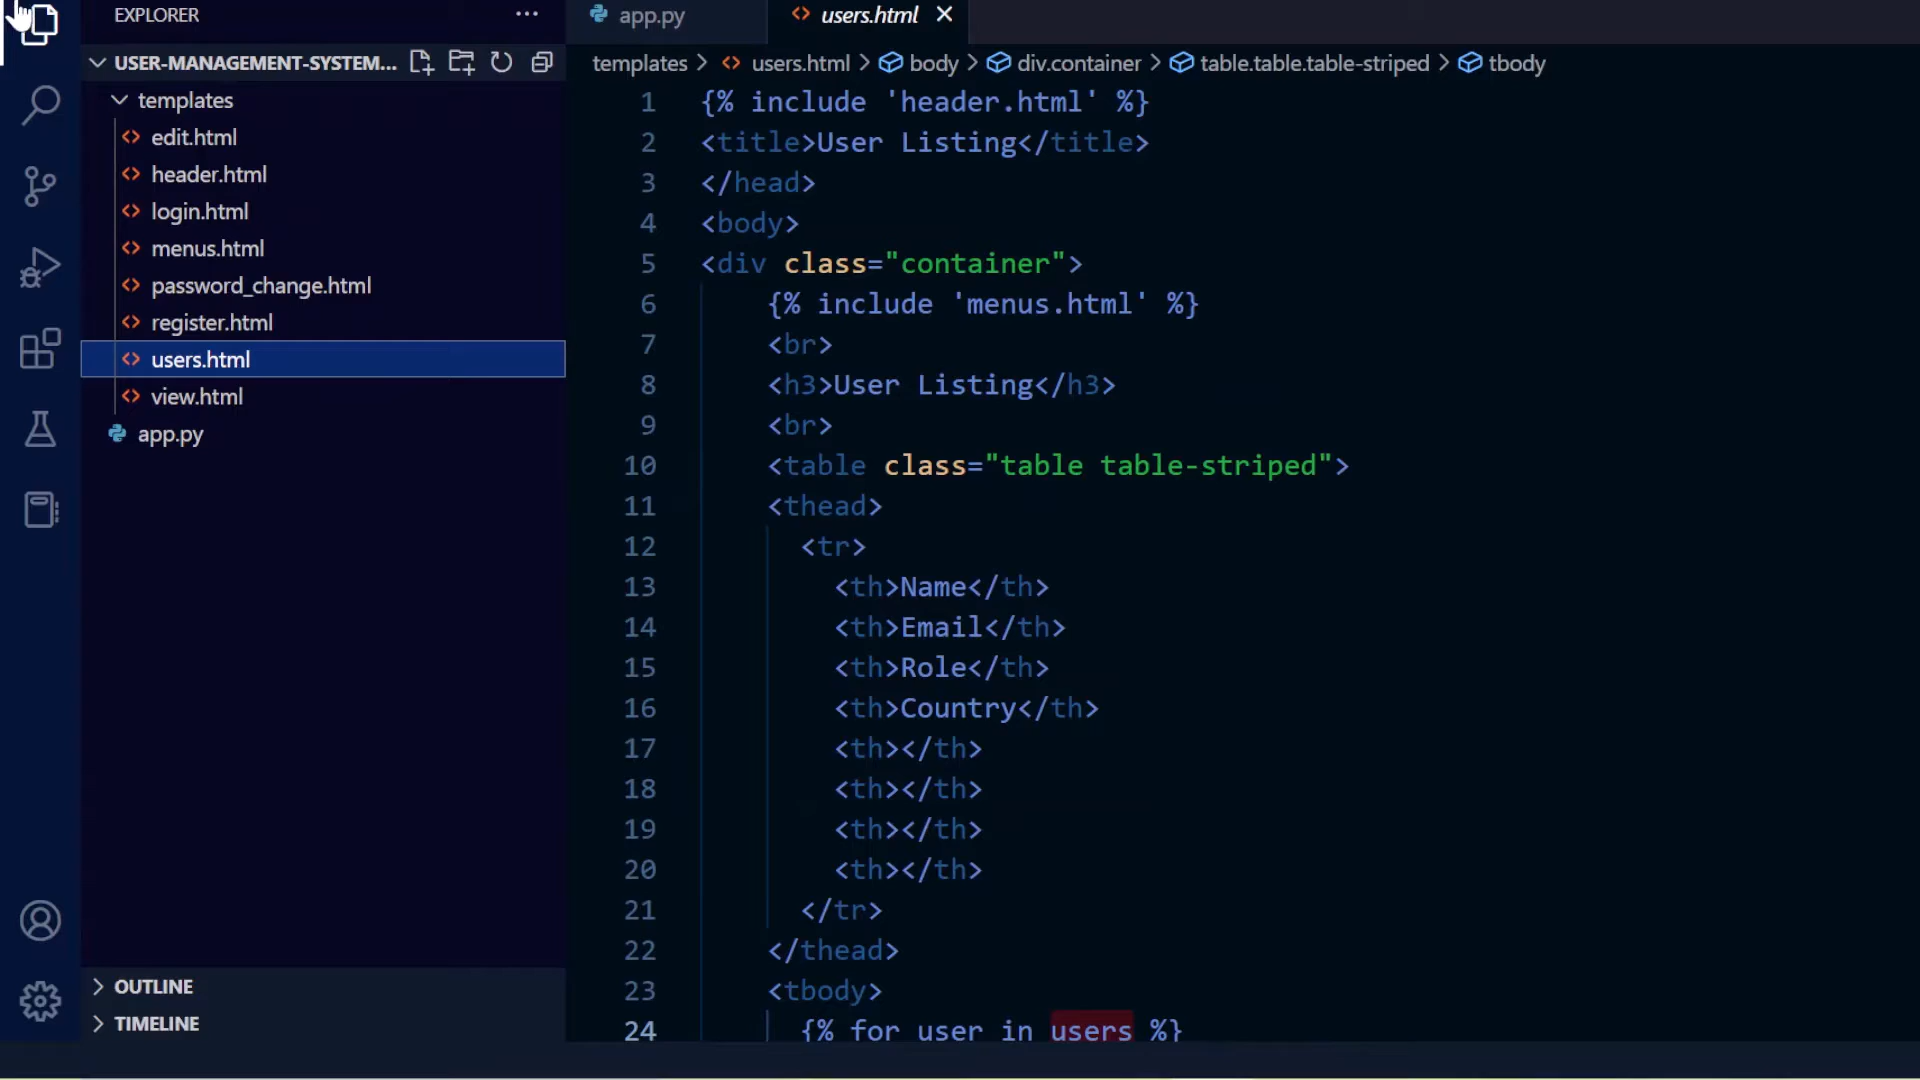 EXPLORER
USER-MANAGEMENT-SYSTEM...
templates
edit.html
header.html
login.html
menus.html
password_change.html
register.html
users.html
view.html
app.py
OUTLINE
TIMELINE
app.py
users.html
templates > users.html > body > div.container > table.table.table-striped > tbody
1 {% include 'header.html' %}
2 <title>User Listing</title>
3 </head>
4 <body>
5 <div class="container">
6 {% include 'menus.html' %}
7 <br>
8 <h3>User Listing</h3>
9 <br>
10 <table class="table table-striped">
11 <thead>
12 <tr>
13 <th>Name</th>
14 <th>Email</th>
15 <th>Role</th>
16 <th>Country</th>
17 <th></th>
18 <th></th>
19 <th></th>
20 <th></th>
21 </tr>
22 </thead>
23 <tbody>
24 {% for user in users %}